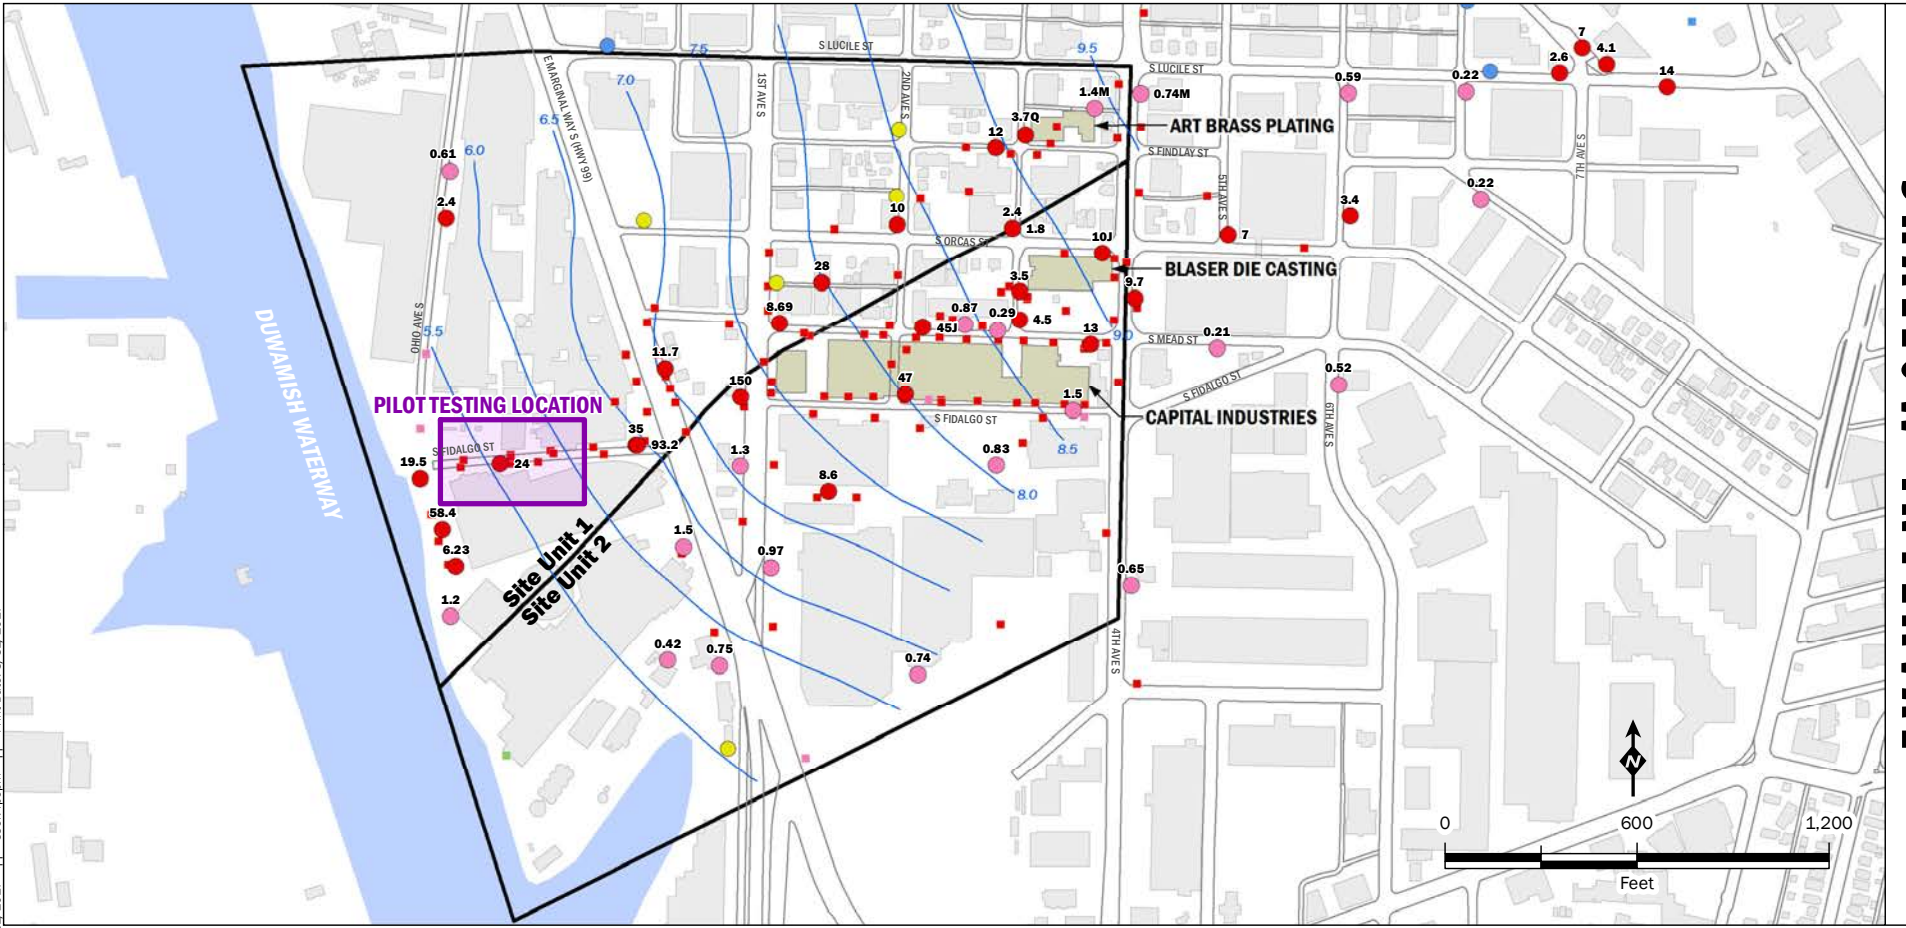 S LUCILE ST
7.5
9.5
7
4.1
2.6
S LUCILE ST
0.59
0.22
14
E MARGINAL WAY S (HWY 99)
7.0
1ST AVE S
2ND AVE S
1.4M
0.74M
6.5
3.7Q
ART BRASS PLATING
12
6.0
0.61
S FINDLAY ST
7TH AVE S
5TH AVE S
0.22
2.4
10
2.4
1.8
3.4
7
S ORCAS ST
10J
28
BLASER DIE CASTING
3.5
9.7
OHIO AVE S
8.69
0.87
0.29
45J
4.5
13
DUWAMISH WATERWAY
5.5
9.0
S MEAD ST
0.21
11.7
0.52
150
47
S FIDALGO ST
PILOT TESTING LOCATION
1.5
CAPITAL INDUSTRIES
S FIDALGO ST
6TH AVE S
35
93.2
S FIDALGO ST
8.5
1.3
0.83
19.5
24
8.6
8.0
58.4
6.23
Site Unit 1
Site Unit 2
1.5
0.97
0.65
1.2
4TH AVE S
0.42
0.75
0.74
N
0
600
1,200
Feet